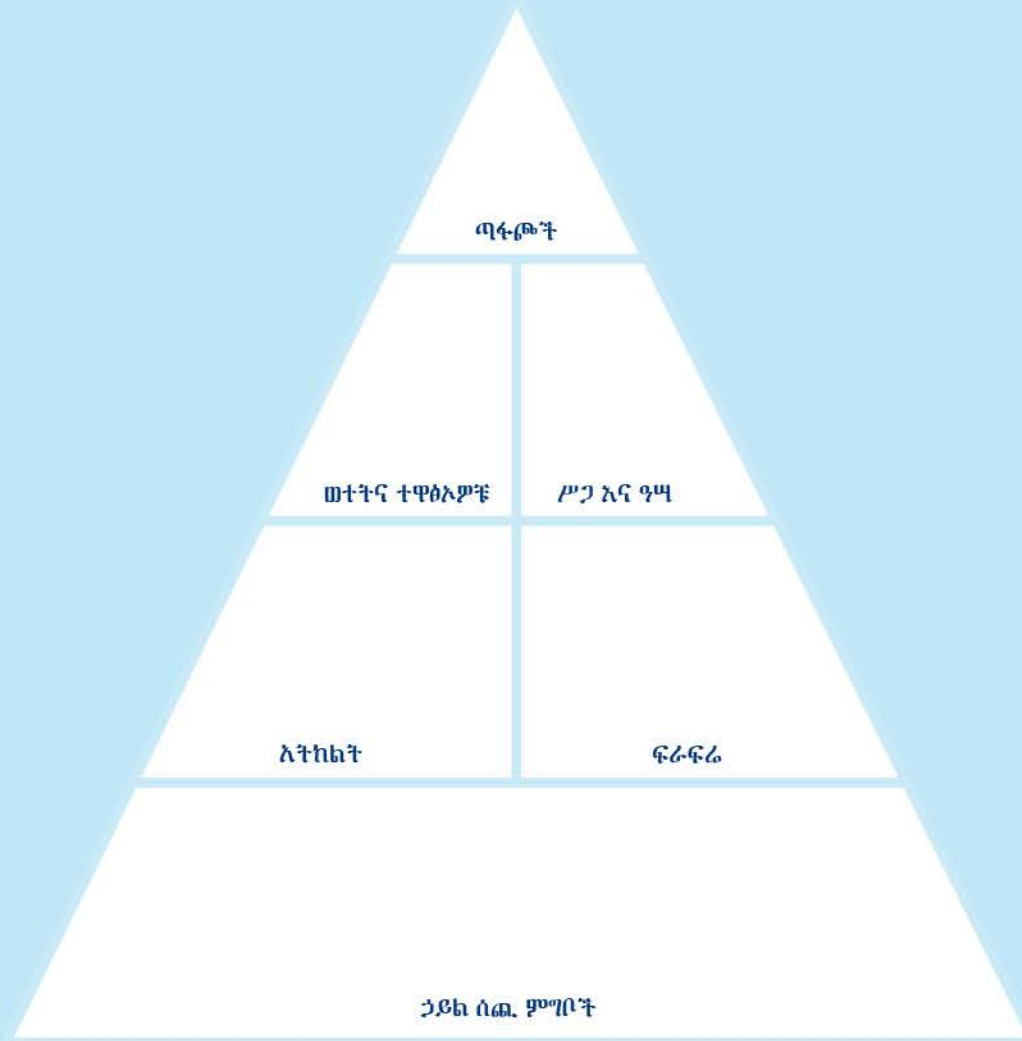 ጣፋጮች
ወተትና ተዋፅኦዎቹ
ሥጋ እና ዓሣ
አትክልት
ፍራፍሬ
ኃይል ሰጪ ምግቦች